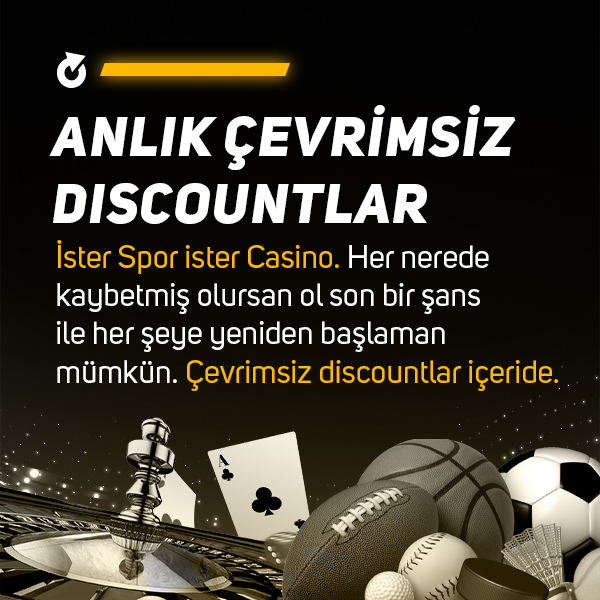 ANLIK ÇEVRİMSİZ
DISCOUNTLAR
İster Spor ister Casino. Her nerede
kaybetmiş olursan ol son bir şans
ile her şeye yeniden başlaman
mümkün. Çevrimsiz discountlar içeride.
A